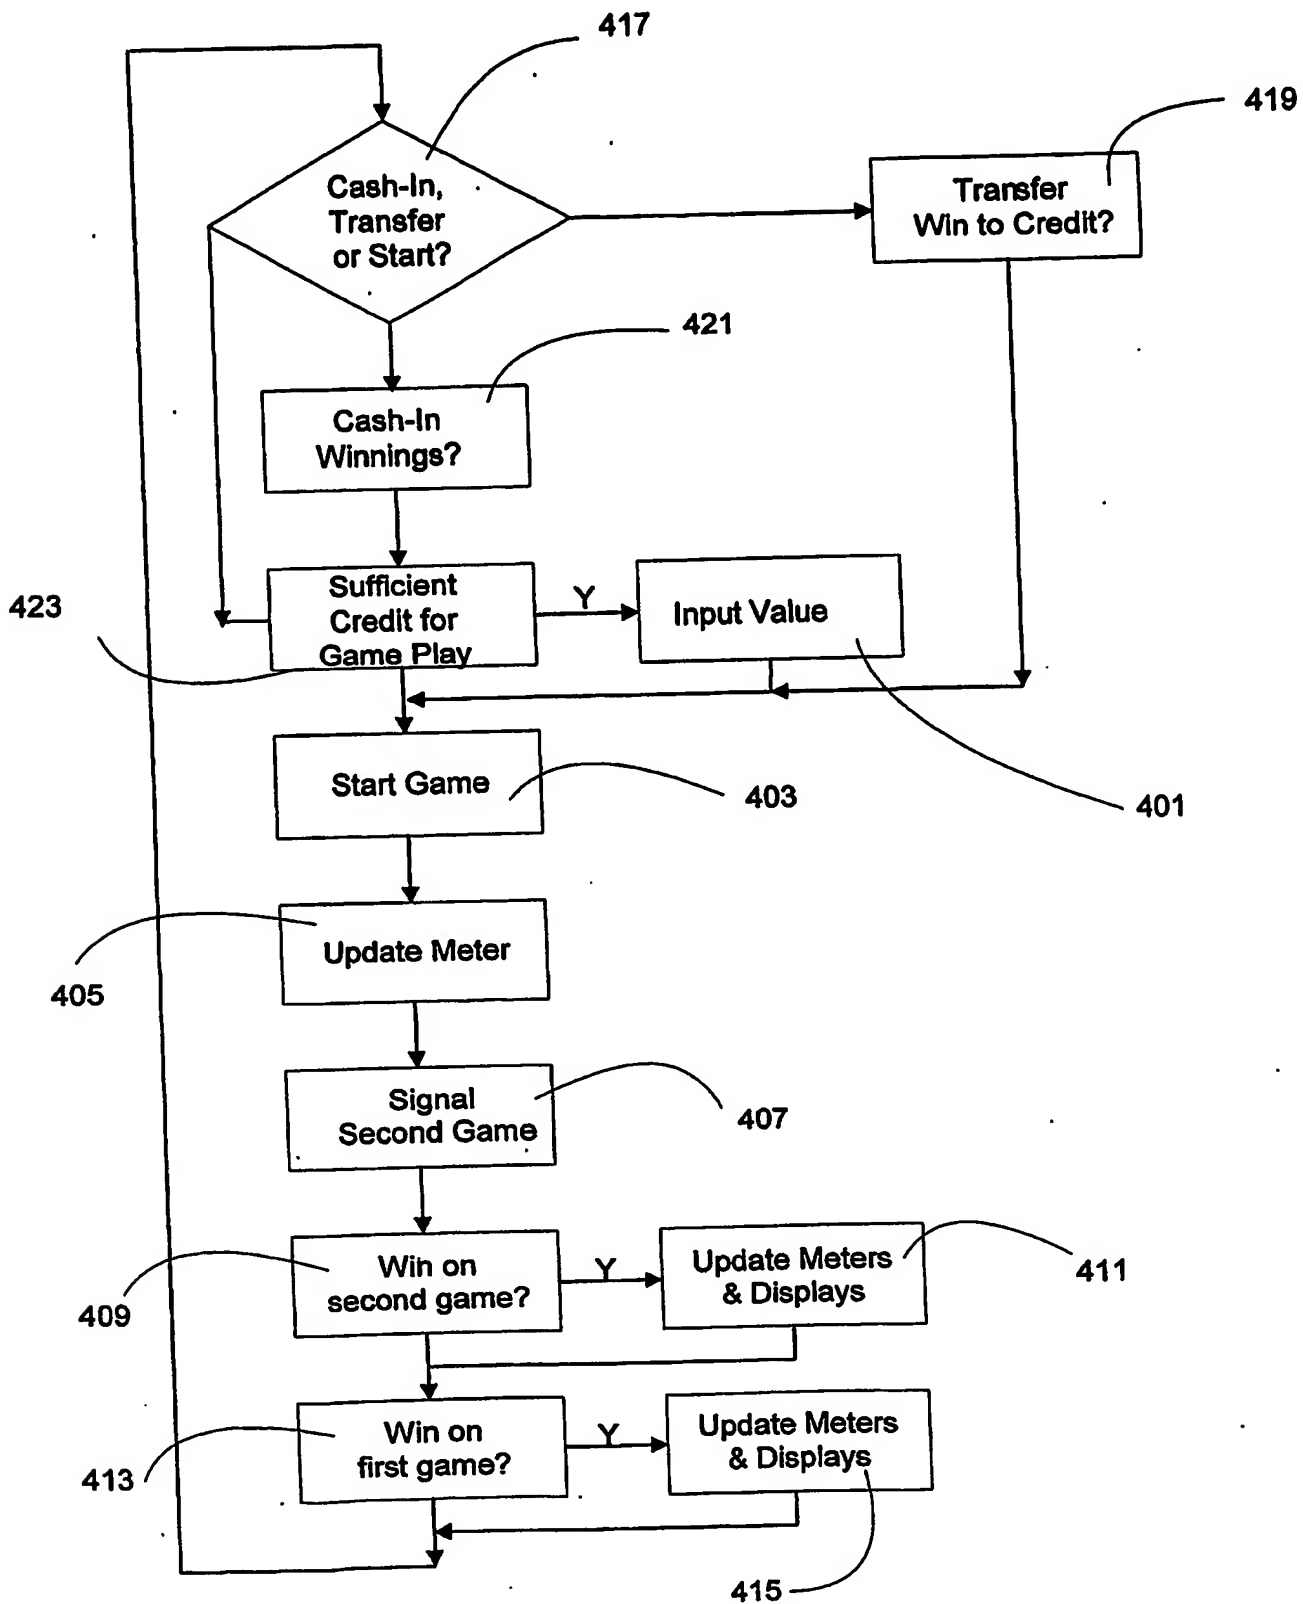 417
419
Cash-In,
Transfer
or Start?
Transfer
Win to Credit?
421
Cash-In
Winnings?
423
Sufficient
Credit for
Game Play
Y
Input Value
Start Game
403
401
405
Update Meter
Signal
Second Game
407
409
Win on
second game?
Y
Update Meters
& Displays
411
413
Win on
first game?
Y
Update Meters
& Displays
415